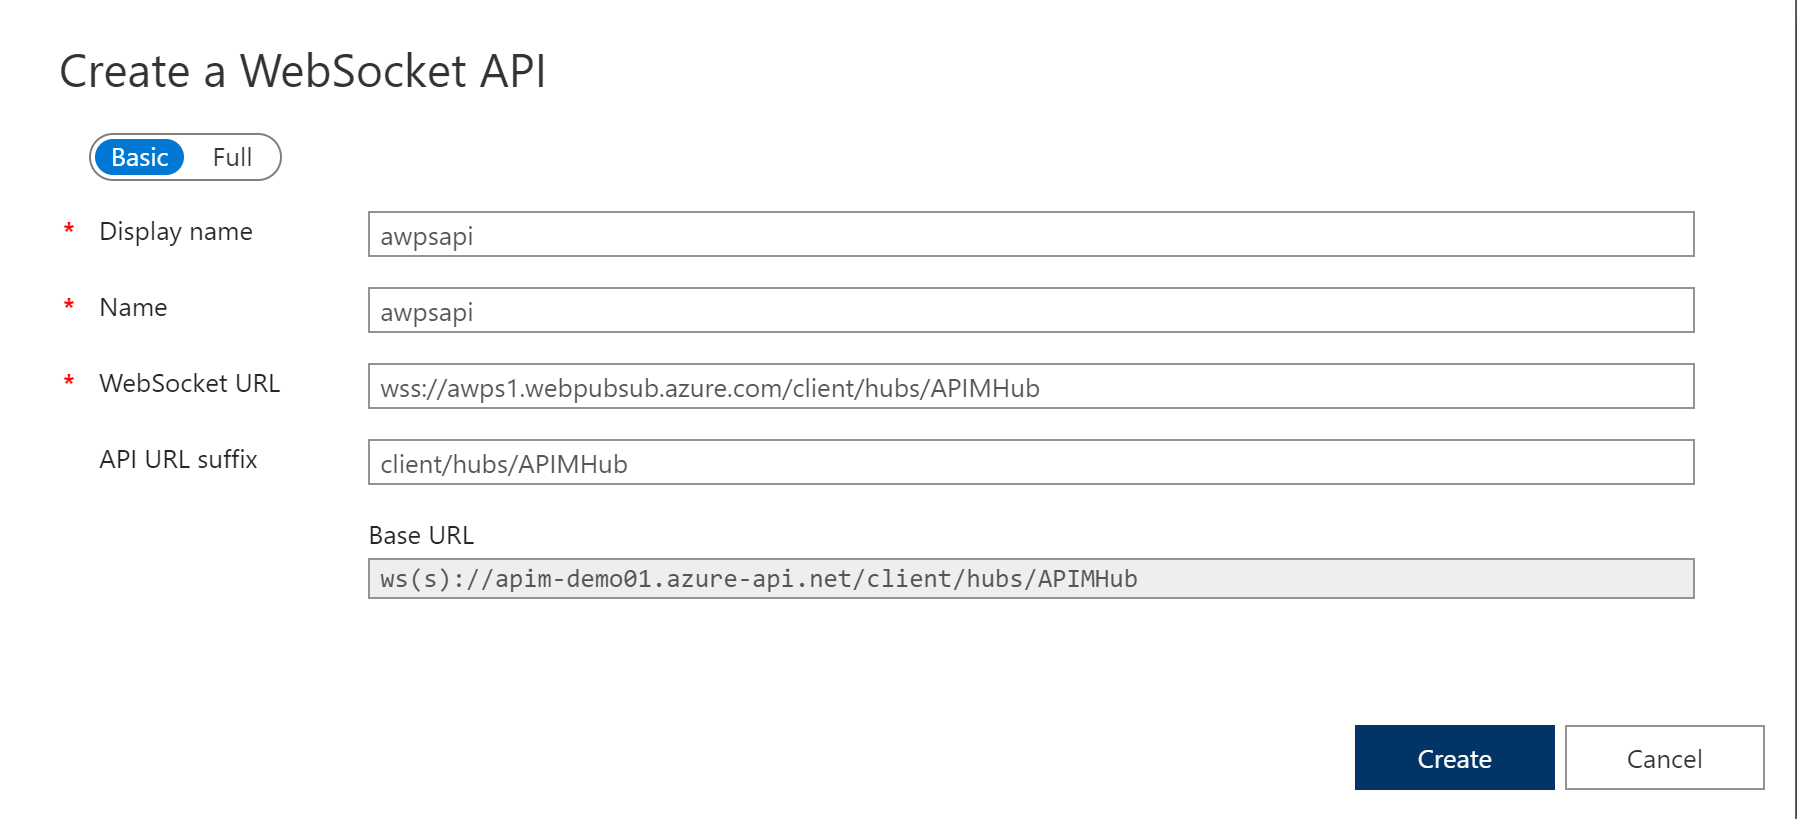 Create a WebSocket API
Basic Full
* Display name awpsapi
* Name awpsapi
* WebSocket URL wss://awps1.webpubsub.azure.com/client/hubs/APIMHub
API URL suffix client/hubs/APIMHub
Base URL
ws(s)://apim-demo01.azure-api.net/client/hubs/APIMHub
Create Cancel